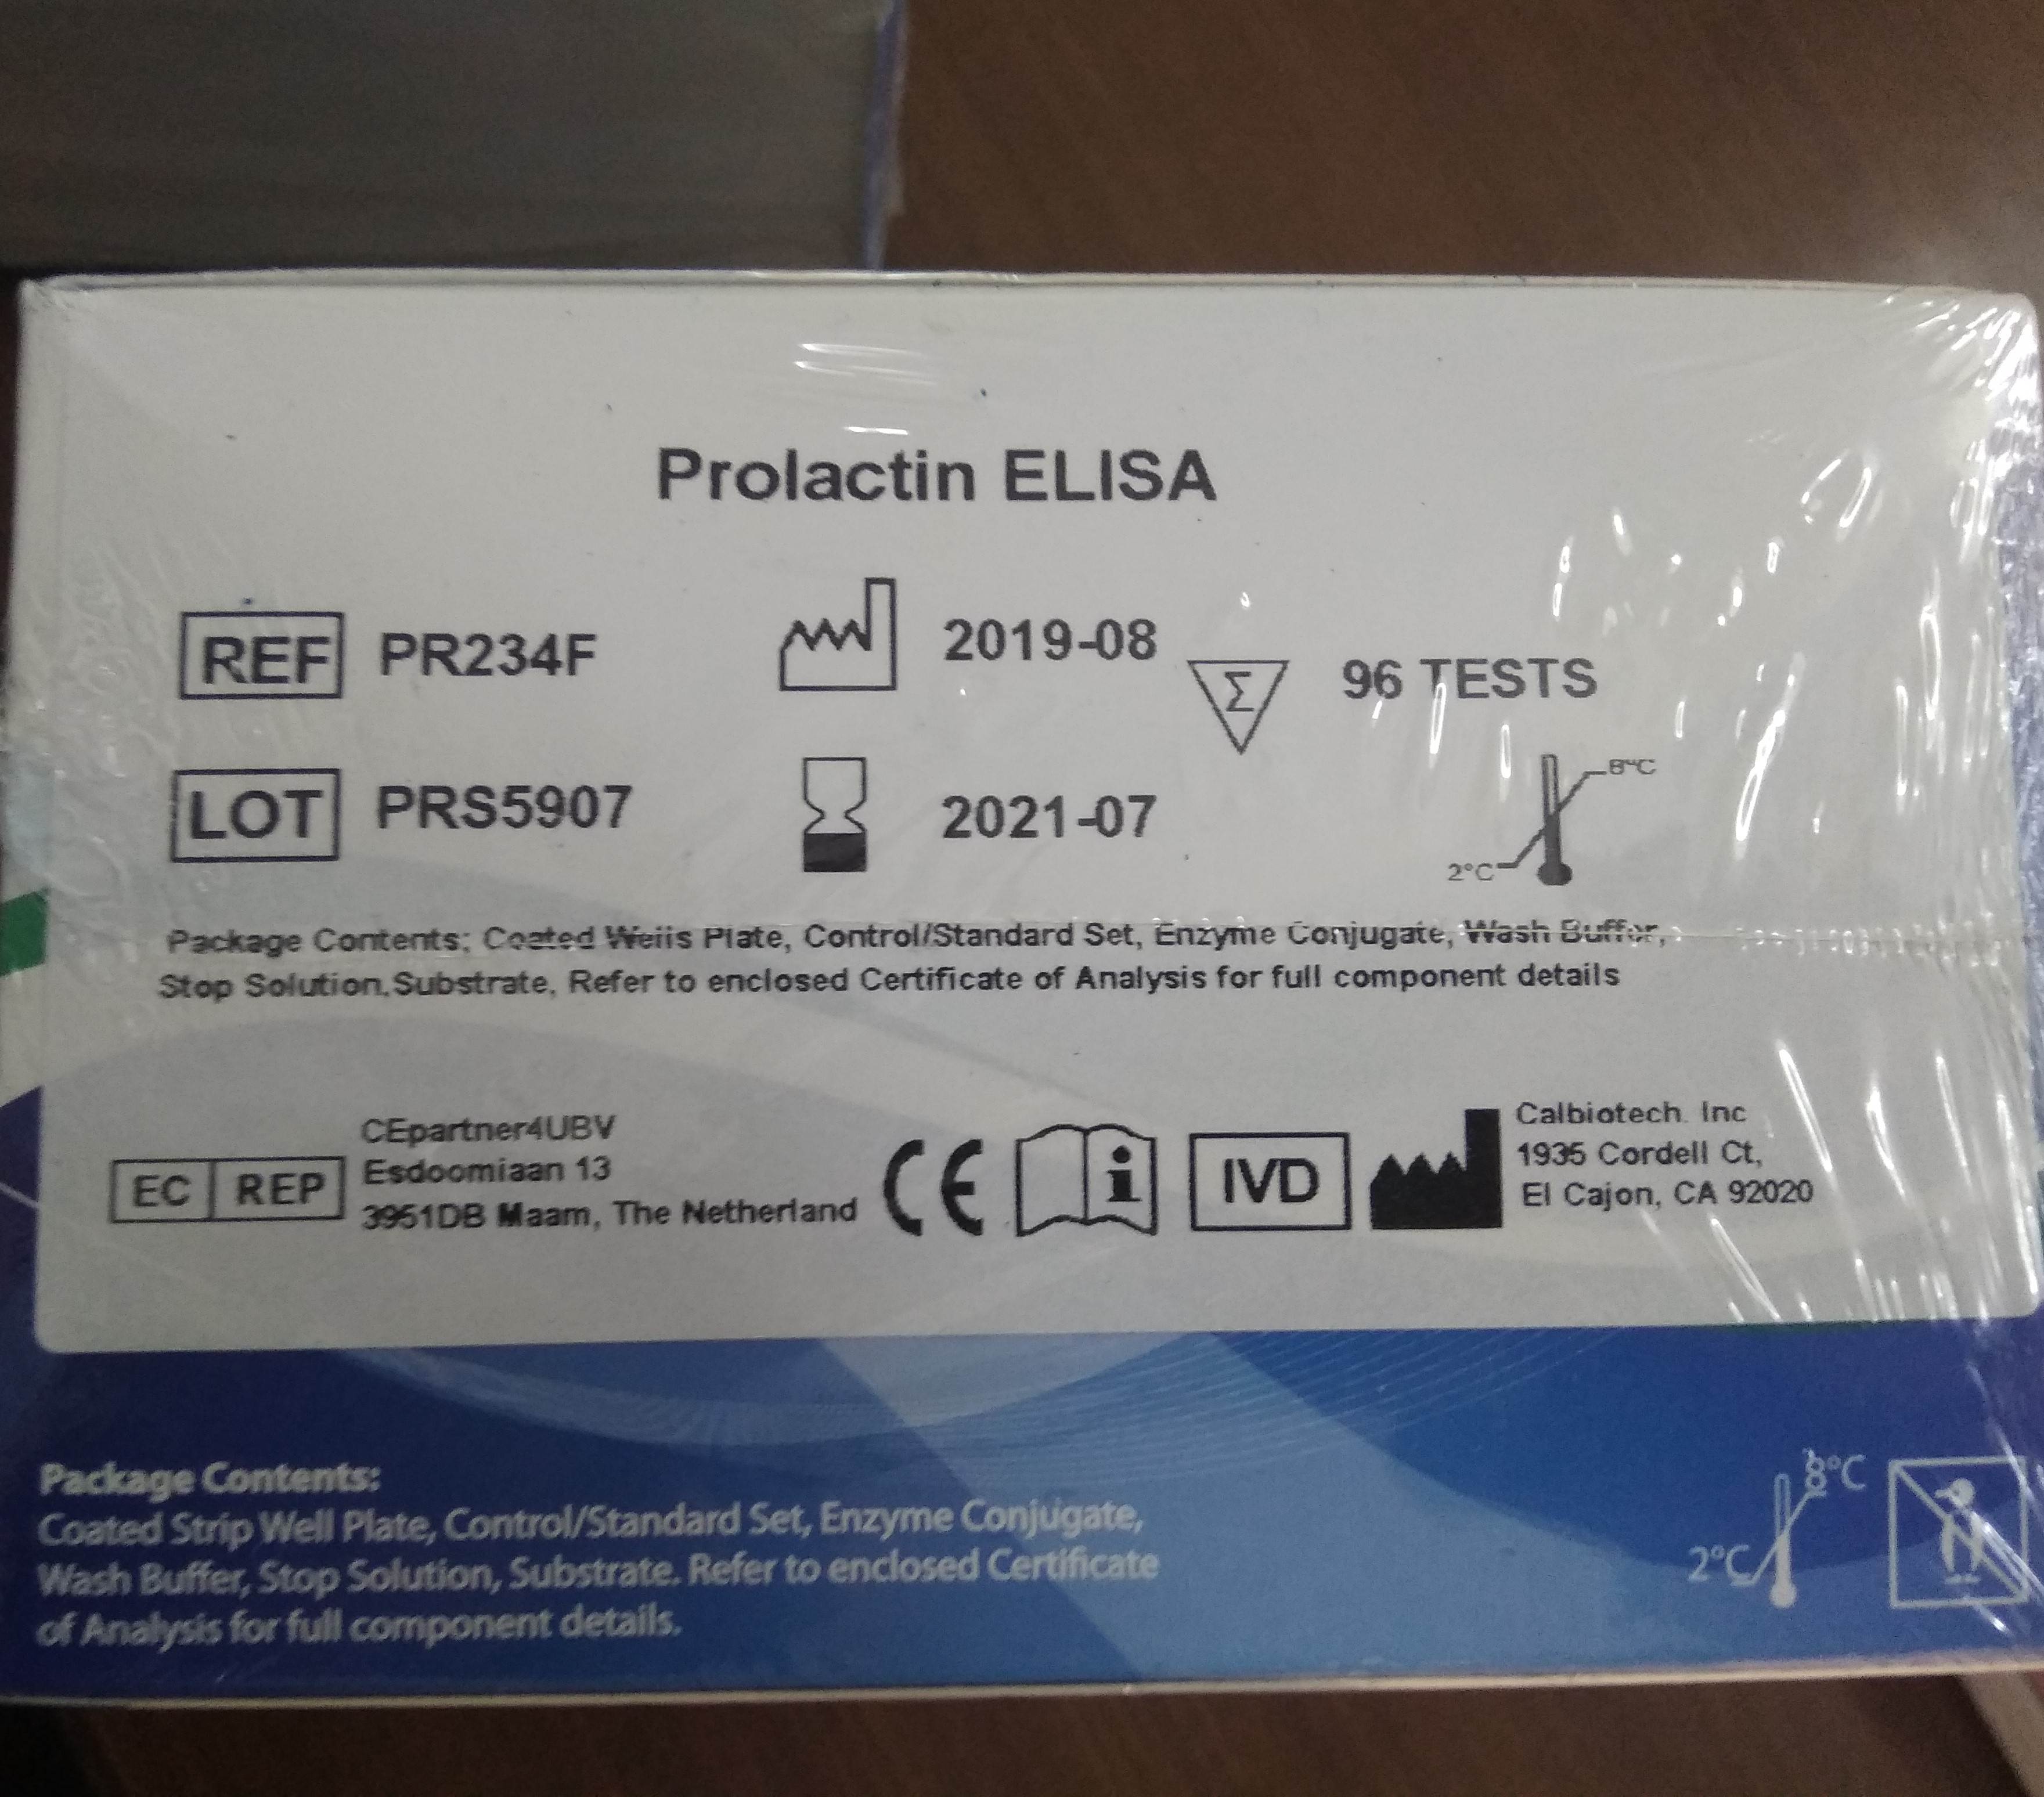 Prolactin ELISA
REF PR234F
2019-08
Σ 96 TESTS
LOT PRS5907
2021-07
8°C
2°C
Package Contents: Coated Wells Plate, Control/Standard Set, Enzyme Conjugate, Wash Buffer,
Stop Solution,Substrate, Refer to enclosed Certificate of Analysis for full component details
EC REP
CEpartner4UBV
Esdoomiaan 13
3951DB Maam, The Netherland
CE
i
IVD
Calbiotech Inc
1935 Cordell Ct,
El Cajon, CA 92020
Package Contents:
Coated Strip Well Plate, Control/Standard Set, Enzyme Conjugate,
Wash Buffer, Stop Solution, Substrate. Refer to enclosed Certificate
of Analysis for full component details.
8°C
2°C